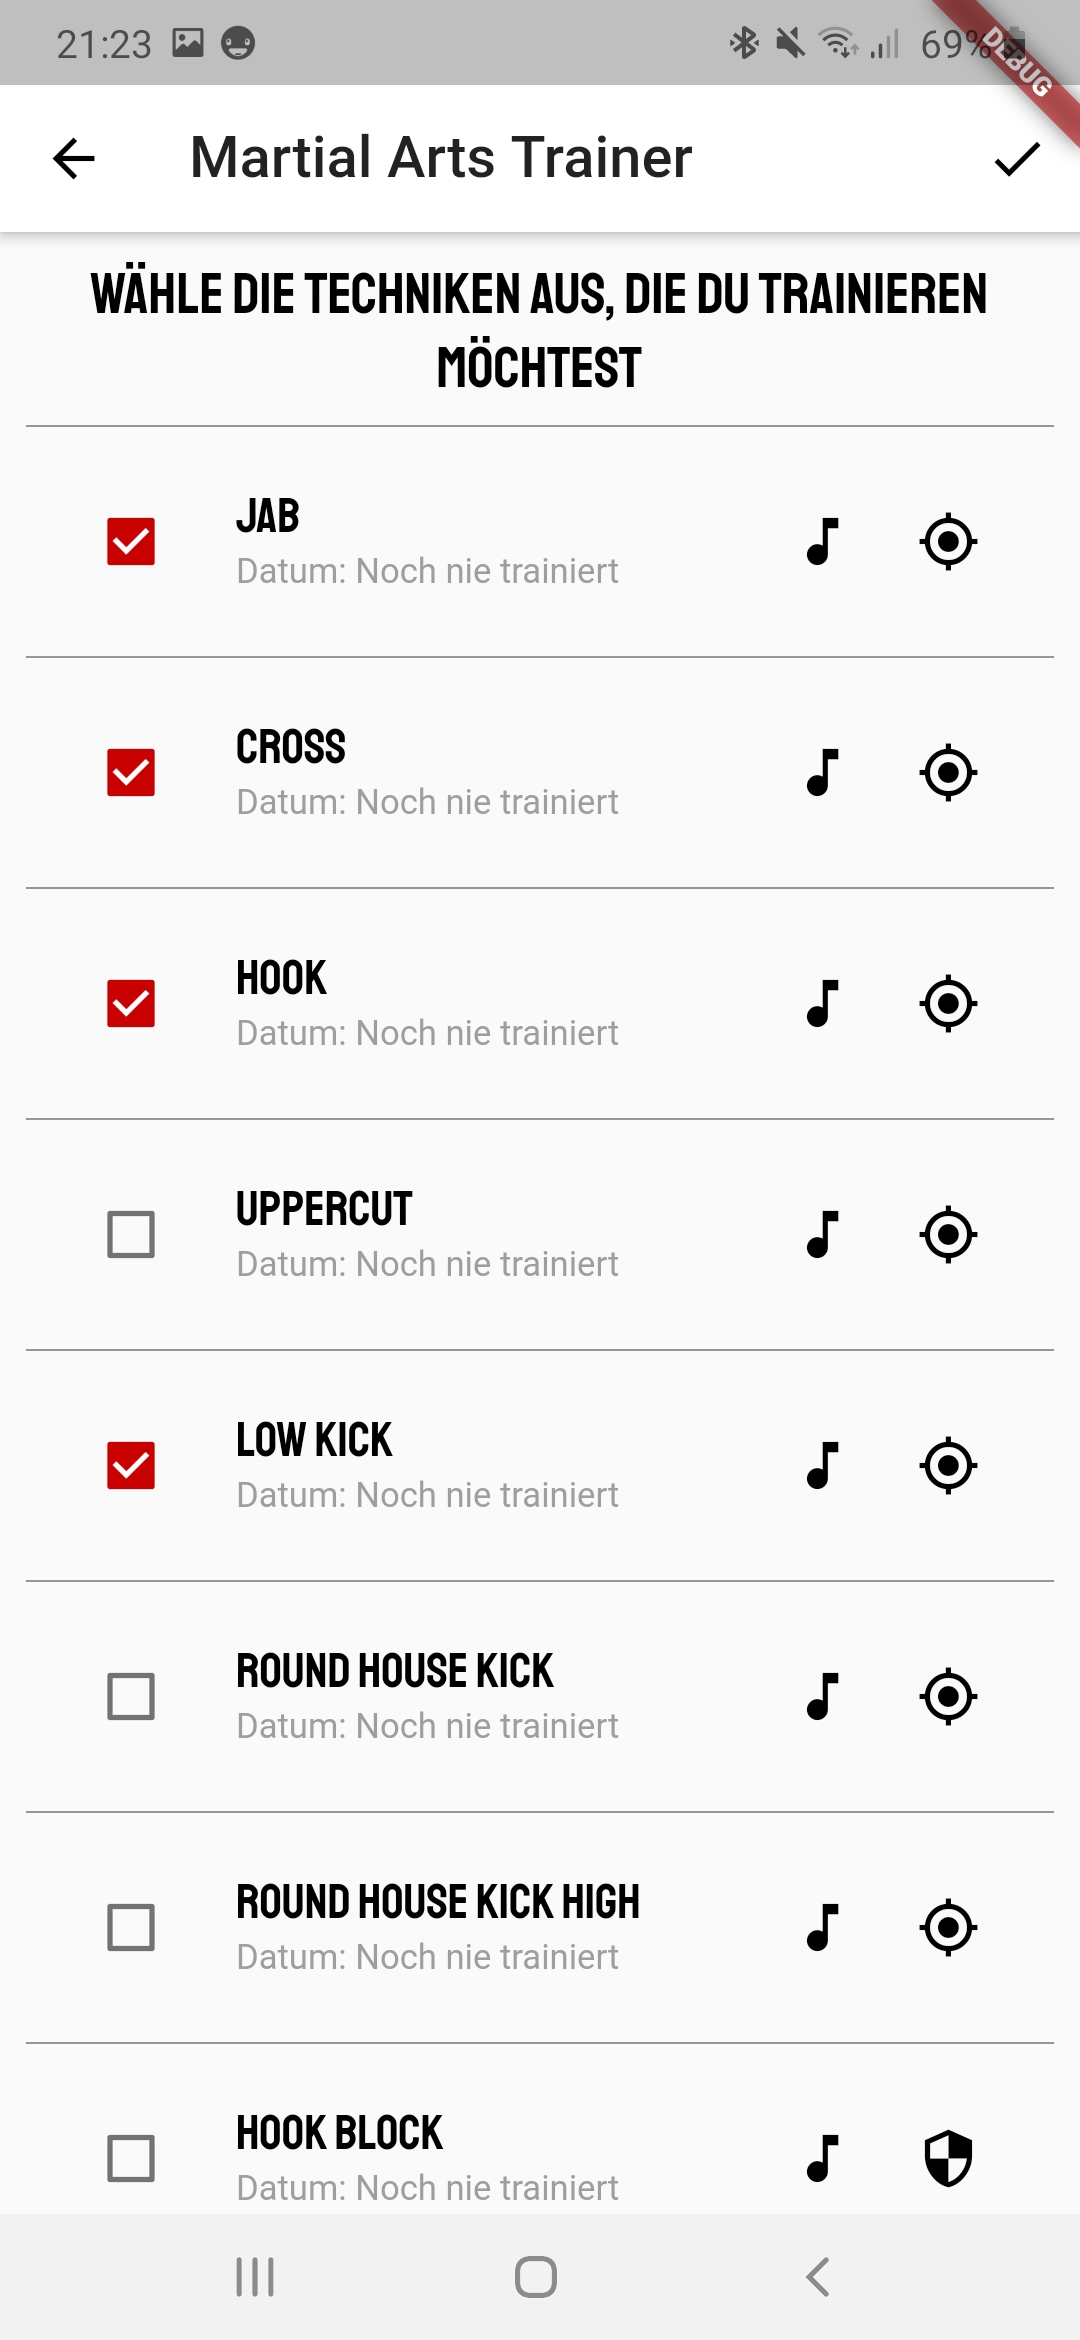 21:23
69%
DEBUG
Martial Arts Trainer
WÄHLE DIE TECHNIKEN AUS, DIE DU TRAINIEREN
MÖCHTEST
JAB
Datum: Noch nie trainiert
CROSS
Datum: Noch nie trainiert
HOOK
Datum: Noch nie trainiert
UPPERCUT
Datum: Noch nie trainiert
LOW KICK
Datum: Noch nie trainiert
ROUND HOUSE KICK
Datum: Noch nie trainiert
ROUND HOUSE KICK HIGH
Datum: Noch nie trainiert
HOOK BLOCK
Datum: Noch nie trainiert